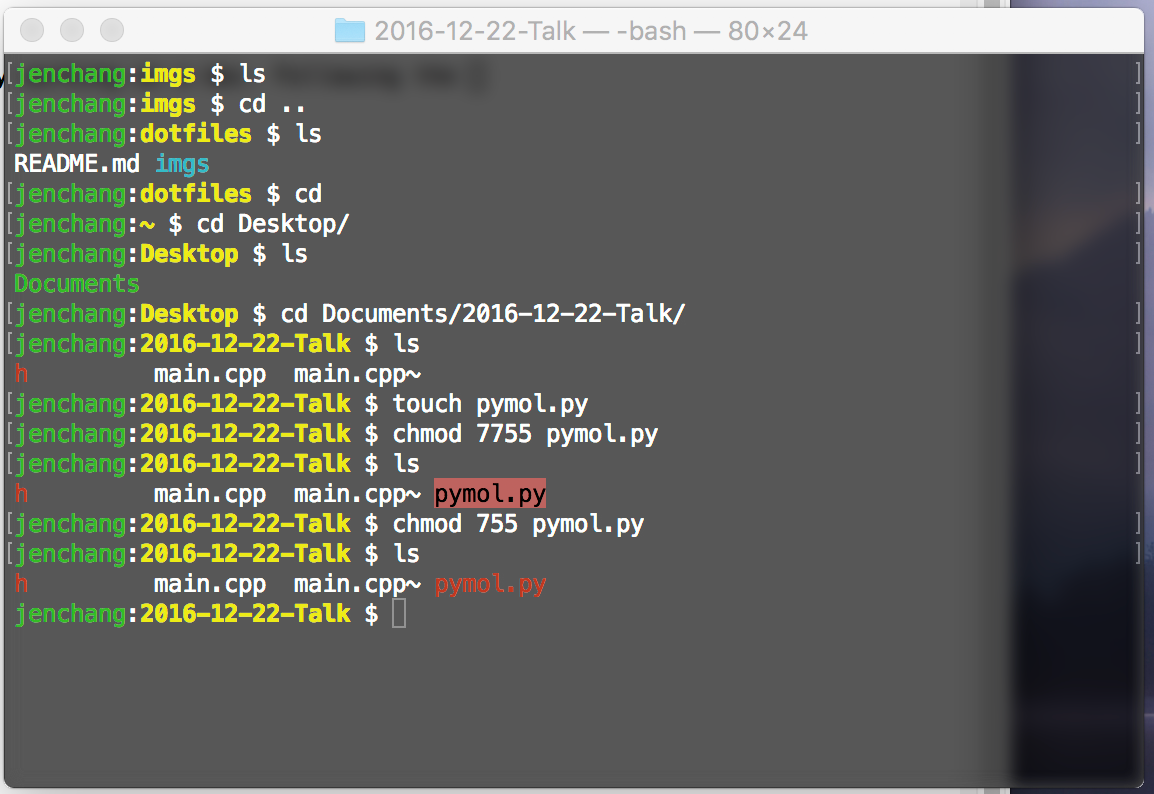 2016-12-22-Talk — -bash — 80×24
[jenchang:imgs $ ls ]
[jenchang:imgs $ cd .. ]
[jenchang:dotfiles $ ls ]
README.md imgs
[jenchang:dotfiles $ cd ]
[jenchang:~ $ cd Desktop/ ]
[jenchang:Desktop $ ls ]
Documents
[jenchang:Desktop $ cd Documents/2016-12-22-Talk/ ]
[jenchang:2016-12-22-Talk $ ls ]
h         main.cpp  main.cpp~
[jenchang:2016-12-22-Talk $ touch pymol.py ]
[jenchang:2016-12-22-Talk $ chmod 7755 pymol.py ]
[jenchang:2016-12-22-Talk $ ls ]
h         main.cpp  main.cpp~ pymol.py
[jenchang:2016-12-22-Talk $ chmod 755 pymol.py ]
[jenchang:2016-12-22-Talk $ ls ]
h         main.cpp  main.cpp~ pymol.py
jenchang:2016-12-22-Talk $